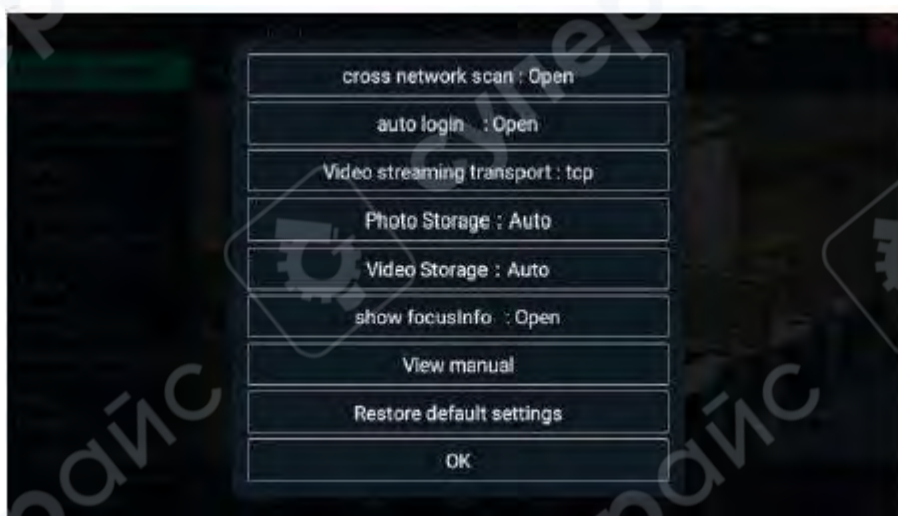 cross network scan : Open
auto login : Open
Video streaming transport : tcp
Photo Storage : Auto
Video Storage : Auto
show focusInfo : Open
View manual
Restore default settings
OK